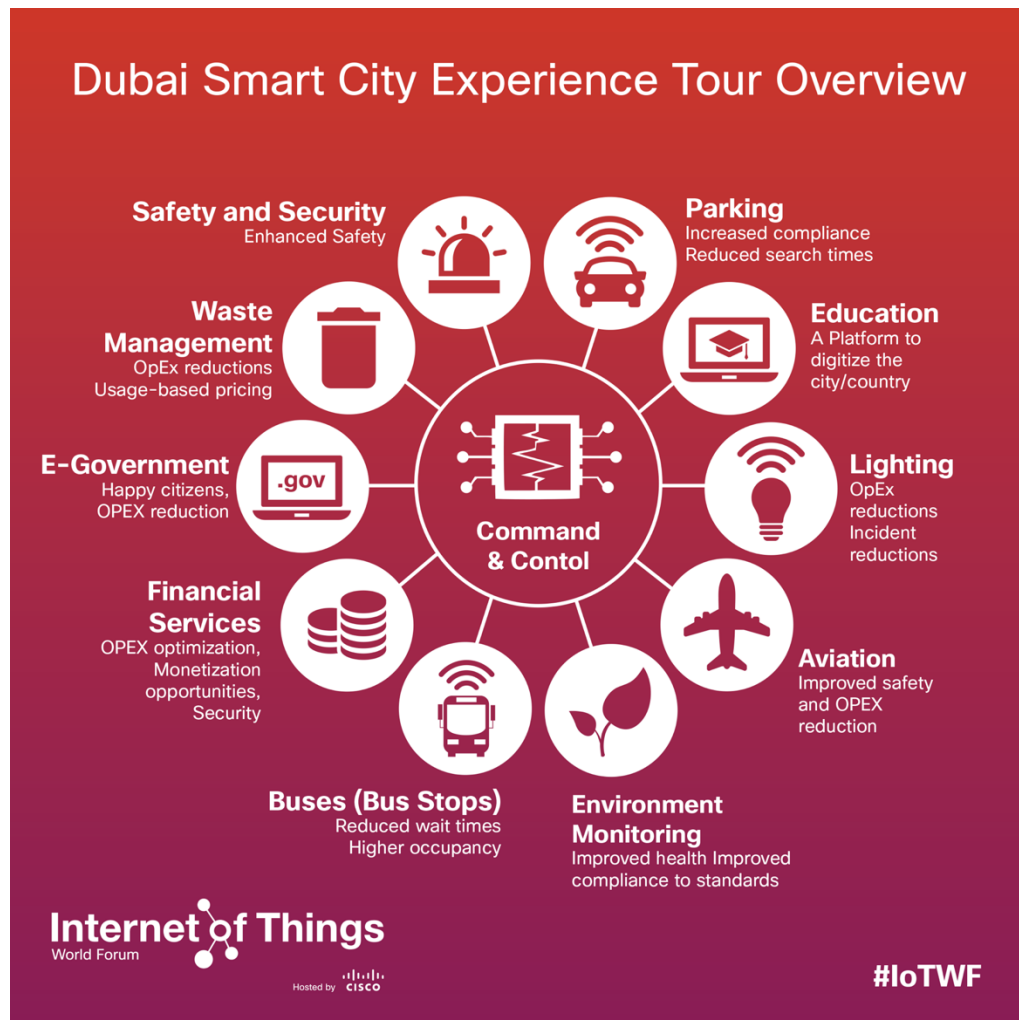 Dubai Smart City Experience Tour Overview
Safety and Security
Enhanced Safety
Parking
Increased compliance
Reduced search times
Waste
Management
OpEx reductions
Usage-based pricing
Education
A Platform to
digitize the
city/country
E-Government
Happy citizens,
OPEX reduction
.gov
Command
& Contol
Lighting
OpEx
reductions
Incident
reductions
Financial
Services
OPEX optimization,
Monetization
opportunities,
Security
Aviation
Improved safety
and OPEX
reduction
Buses (Bus Stops)
Reduced wait times
Higher occupancy
Environment
Monitoring
Improved health Improved
compliance to standards
Internet of Things
World Forum
Hosted by CISCO
#IoTWF